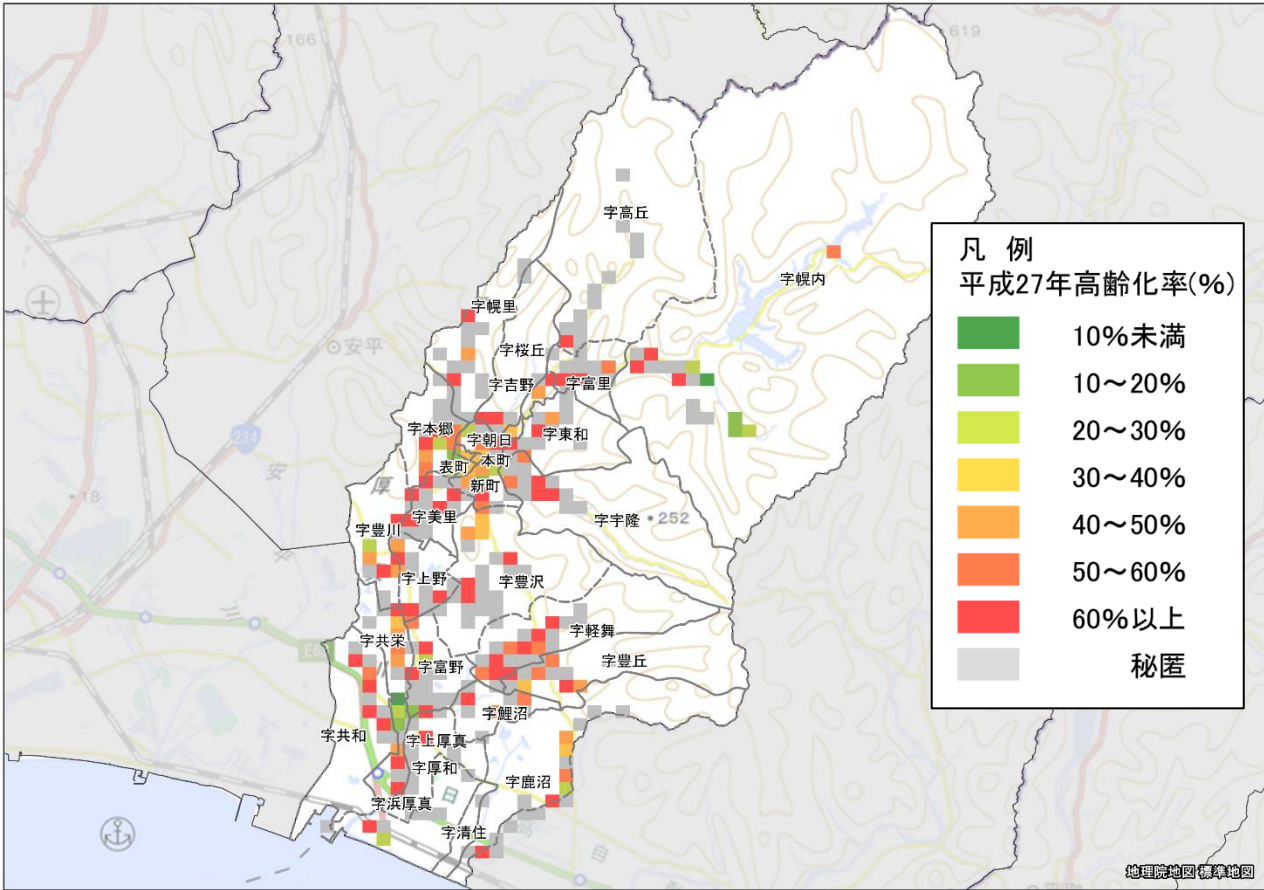 166
619
字高丘
凡 例
平成27年高齢化率(%)
10%未満
10～20%
20～30%
30～40%
40～50%
50～60%
60%以上
秘匿
字幌内
字幌里
安平
字桜丘
字吉野
字富里
字本郷
字朝日
字東和
234
表町
本町
新町
安
厚
18
字美里
字宇隆
252
字豊川
字上野
字豊沢
字軽舞
字共栄
字富野
字豊丘
川
字鯉沼
字共和
字上厚真
字厚和
字鹿沼
字浜厚真
日
字清住
自
地理院地図 標準地図